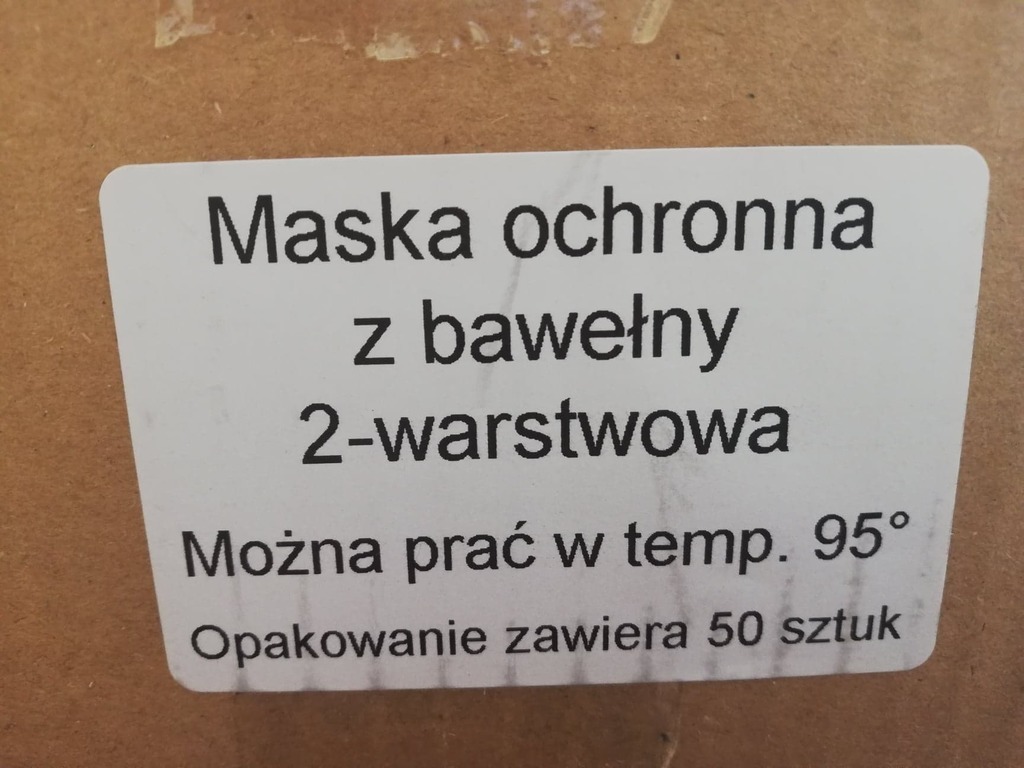 Maska ochronna
z bawełny
2-warstwowa
Można prać w temp. 95°
Opakowanie zawiera 50 sztuk